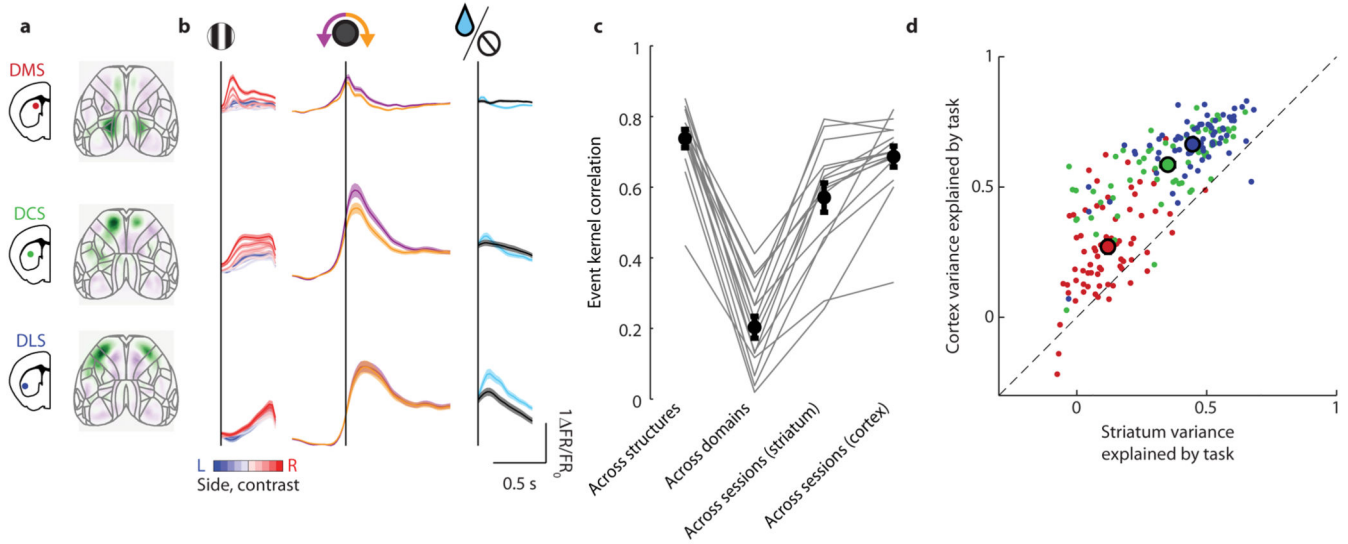 a
DMS
DCS
DLS
b
L R
Side, contrast
1ΔFR/FR0
0.5 s
c
Event kernel correlation
1
0.8
0.6
0.4
0.2
0
Across structures
Across domains
Across sessions (striatum)
Across sessions (cortex)
d
Cortex variance explained by task
1
0.5
0
0 0.5 1
Striatum variance
explained by task